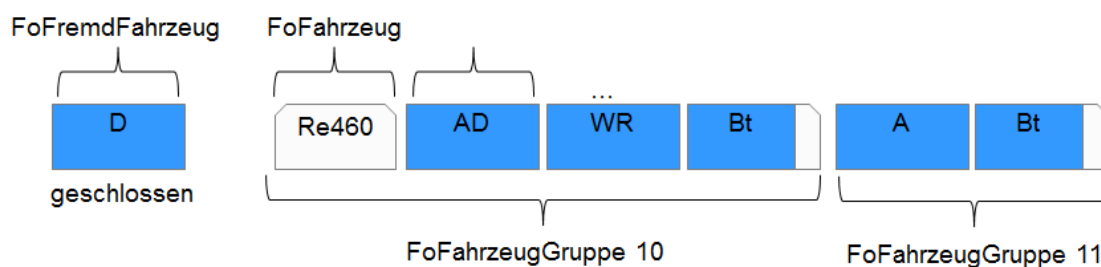 FoFremdFahrzeug FoFahrzeug
...
D Re460 AD WR Bt A Bt
geschlossen
FoFahrzeugGruppe 10 FoFahrzeugGruppe 11